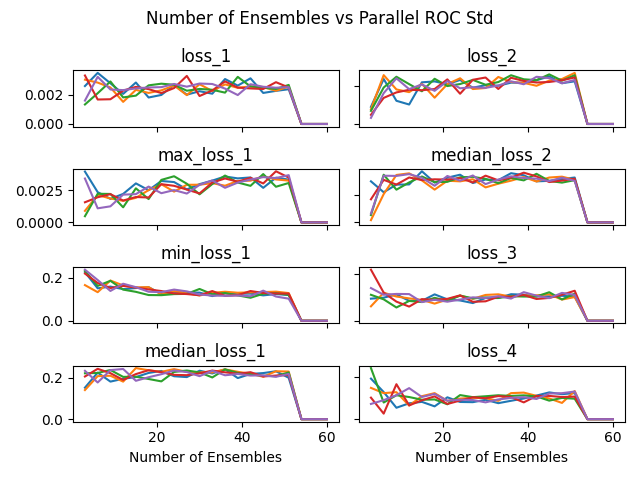 Number of Ensembles vs Parallel ROC Std
loss_1
loss_2
0.002
0.000
max_loss_1
median_loss_2
0.0025
0.0000
min_loss_1
loss_3
0.2
0.0
median_loss_1
loss_4
0.2
0.0
20 40 60
20 40 60
Number of Ensembles
Number of Ensembles